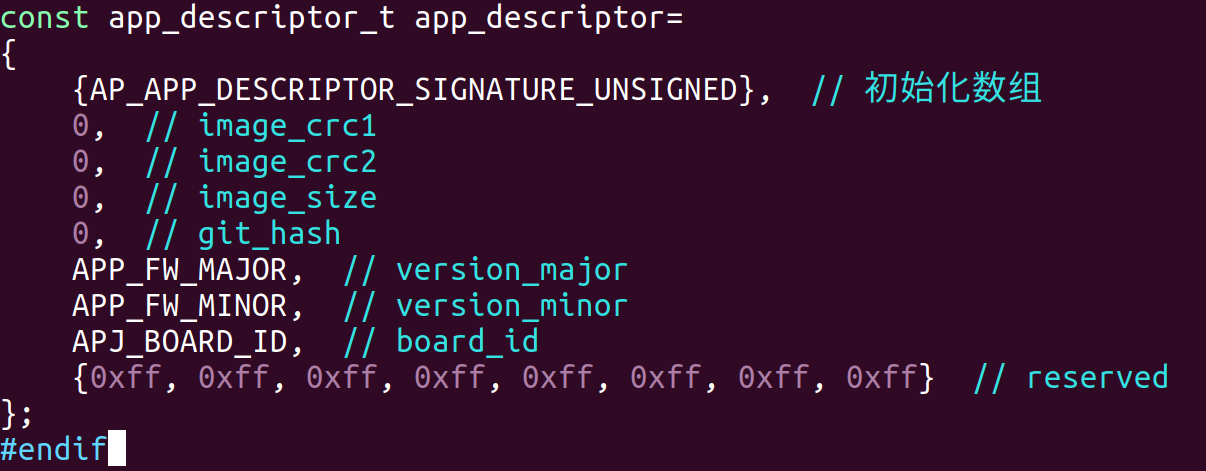 const app_descriptor_t app_descriptor=
{
    {AP_APP_DESCRIPTOR_SIGNATURE_UNSIGNED},  // 初始化数组
    0,  // image_crc1
    0,  // image_crc2
    0,  // image_size
    0,  // git_hash
    APP_FW_MAJOR,  // version_major
    APP_FW_MINOR,  // version_minor
    APJ_BOARD_ID,  // board_id
    {0xff, 0xff, 0xff, 0xff, 0xff, 0xff, 0xff, 0xff}  // reserved
};
#endif